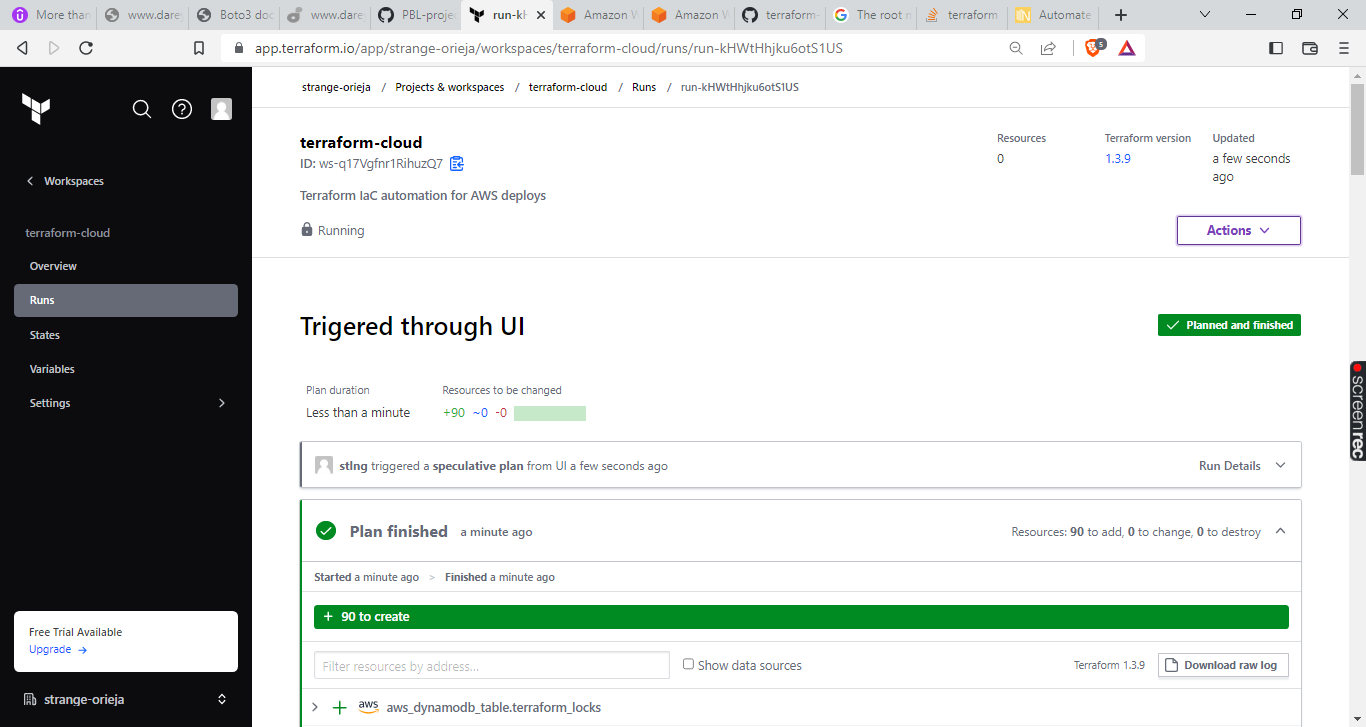 More than
www.dare
Boto3 doc
www.dare
PBL-proje
run-kH
Amazon W
Amazon W
terraform-
The root m
terraform
Automate
app.terraform.io/app/strange-orieja/workspaces/terraform-cloud/runs/run-kHWtHhjku6otS1US
5
strange-orieja / Projects & workspaces / terraform-cloud / Runs / run-kHWtHhjku6otS1US
terraform-cloud
ID: ws-q17Vgfnr1RihuzQ7
Terraform IaC automation for AWS deploys
Running
Resources
0
Terraform version
1.3.9
Updated
a few seconds
ago
Actions
Workspaces
terraform-cloud
Overview
Runs
States
Variables
Settings
Free Trial Available
Upgrade →
strange-orieja
Trigered through UI
Planned and finished
Plan duration
Less than a minute
Resources to be changed
+90 ~0 -0
stlng triggered a speculative plan from UI a few seconds ago
Run Details
Plan finished a minute ago
Resources: 90 to add, 0 to change, 0 to destroy
Started a minute ago > Finished a minute ago
+ 90 to create
Filter resources by address...
Show data sources
Terraform 1.3.9
Download raw log
+ aws aws_dynamodb_table.terraform_locks
screenrec